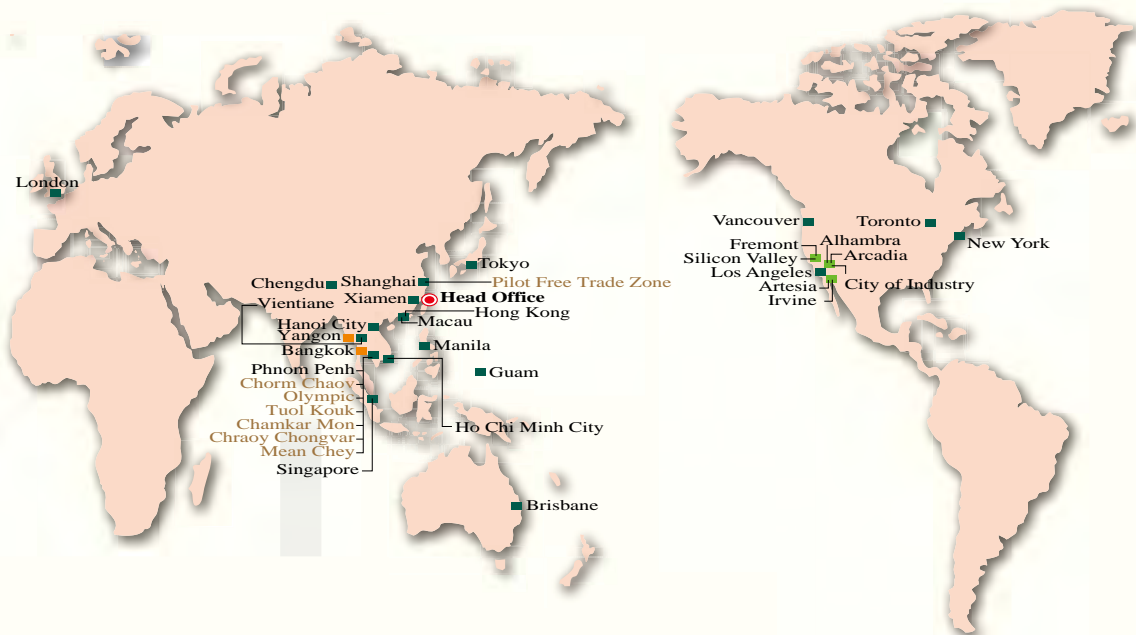 London
Tokyo
Chengdu
Shanghai
Pilot Free Trade Zone
Vientiane
Xiamen
Head Office
Hong Kong
Hanoi City
Macau
Yangon
Bangkok
Manila
Phnom Penh
Guam
Chorm Chaov
Olympic
Tuol Kouk
Chamkar Mon
Ho Chi Minh City
Chraoy Chongvar
Mean Chey
Singapore
Brisbane
Vancouver
Toronto
New York
Fremont
Alhambra
Silicon Valley
Arcadia
Los Angeles
City of Industry
Artesia
Irvine